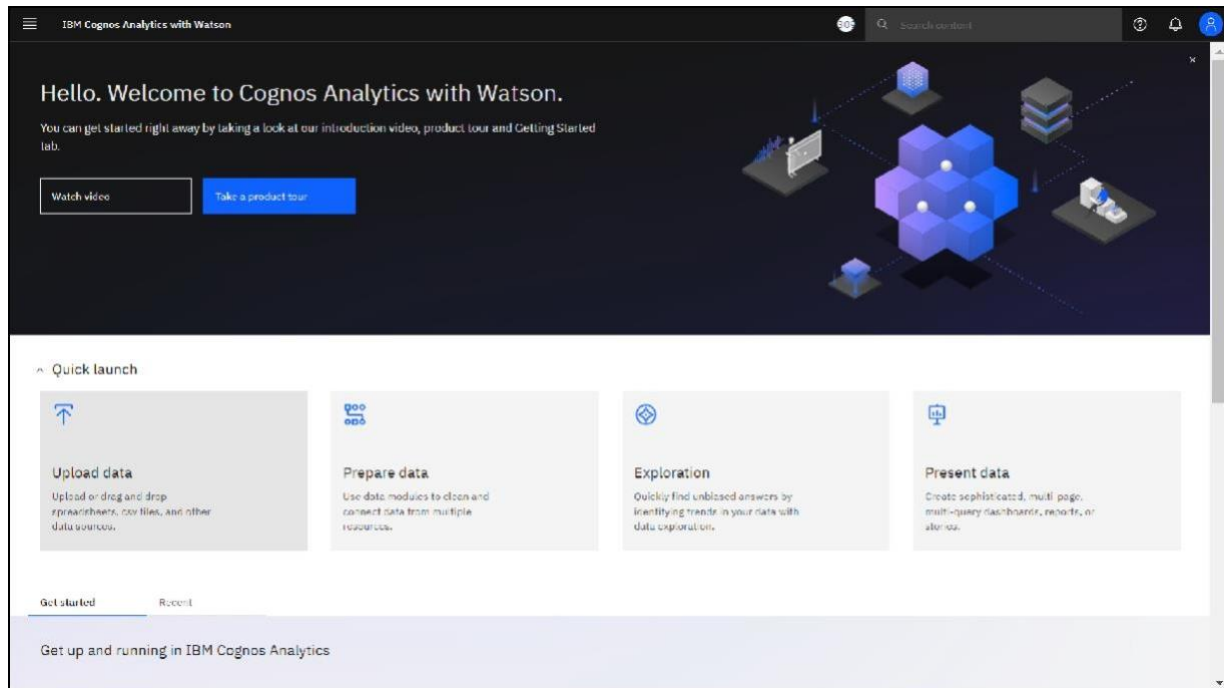 IBM Cognos Analytics with Watson
Search content
Hello. Welcome to Cognos Analytics with Watson.
You can get started right away by taking a look at our introduction video, product tour and Getting Started
lab.
Watch video
Take a product tour
Quick launch
Upload data
Upload or drag and drop
spreadsheets, csv files, and other
data sources.
Prepare data
Use data modules to clean and
connect data from multiple
resources.
Exploration
Quickly find unbiased answers by
identifying trends in your data with
data exploration.
Present data
Create sophisticated, multi-page,
multi-query dashboards, reports, or
stories.
Get started
Recent
Get up and running in IBM Cognos Analytics